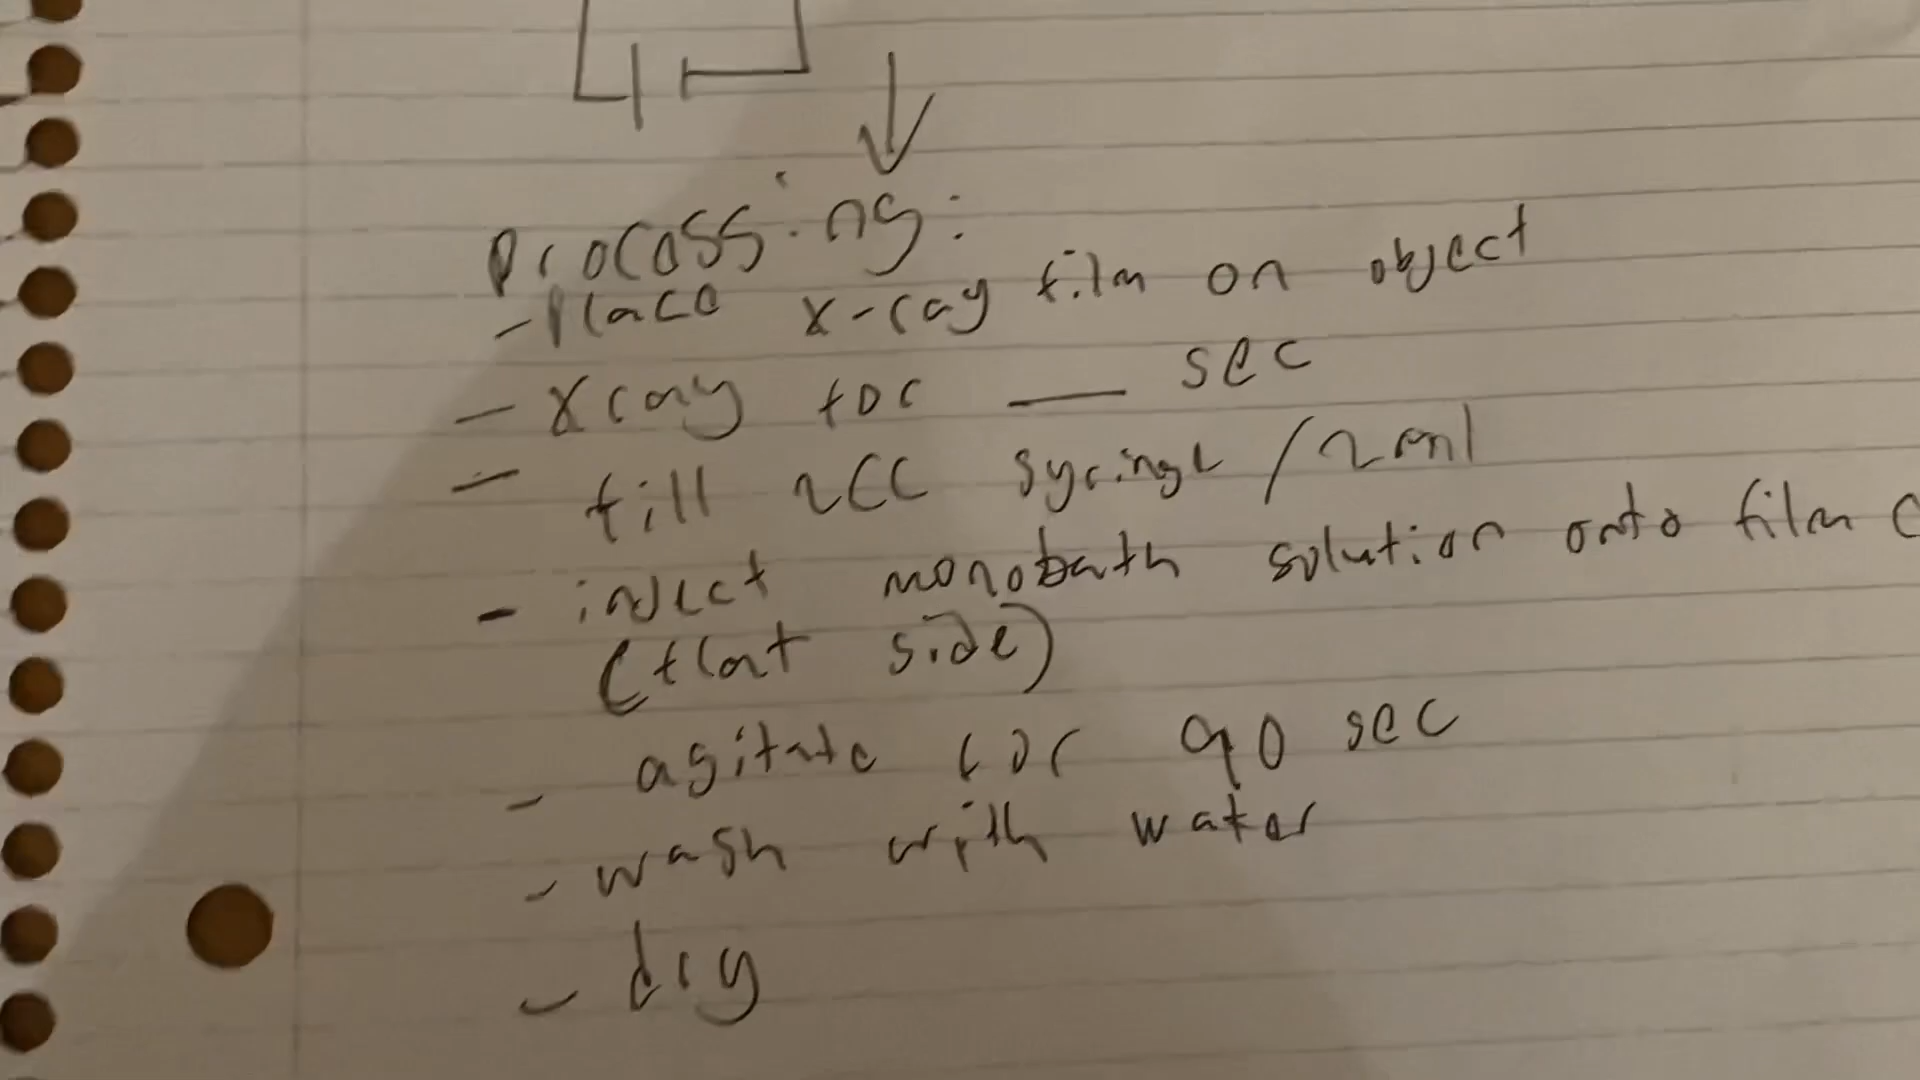 Processing:
- Place x-ray film on object
- Xray for ___ sec
- fill 2CC syringe /2ml
- inject monobath solution onto film
(flat side)
- agitate for 90 sec
- wash with water
- dry